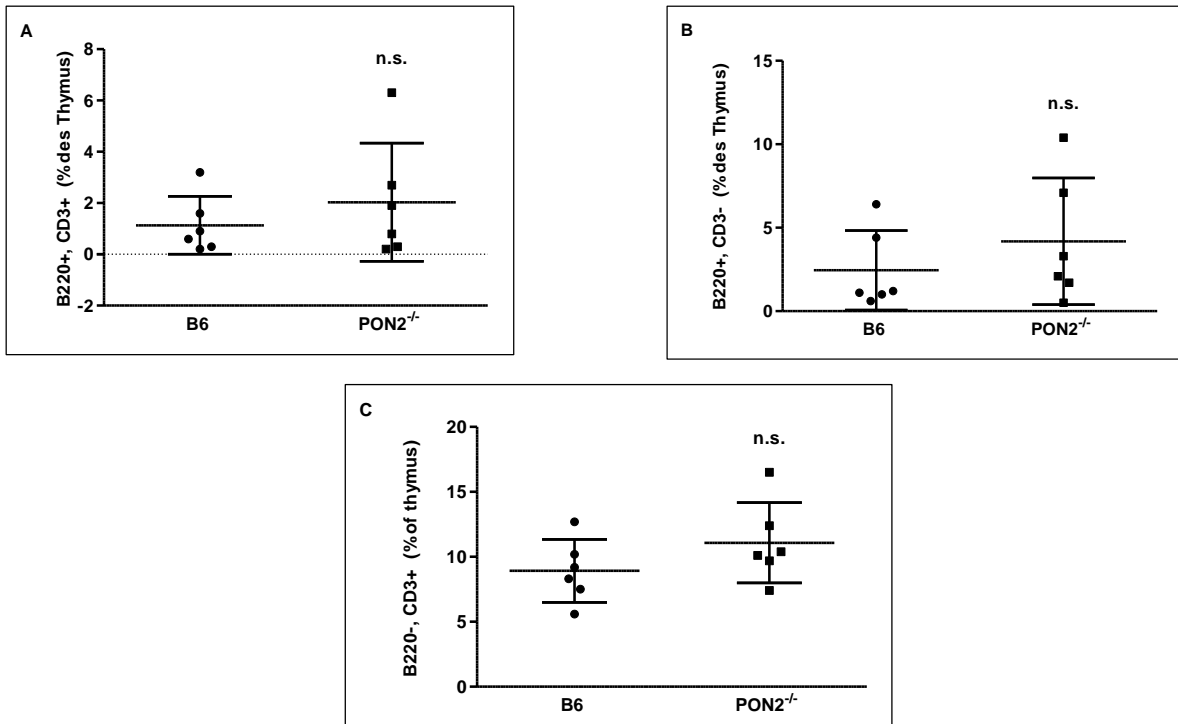 A
B220+, CD3+ (%des Thymus)
8
6
4
2
0
-2
n.s.
B6
PON2-/-
B
B220+, CD3- (%des Thymus)
15
10
5
0
n.s.
B6
PON2-/-
C
B220-, CD3+ (%of thymus)
20
15
10
5
0
n.s.
B6
PON2-/-